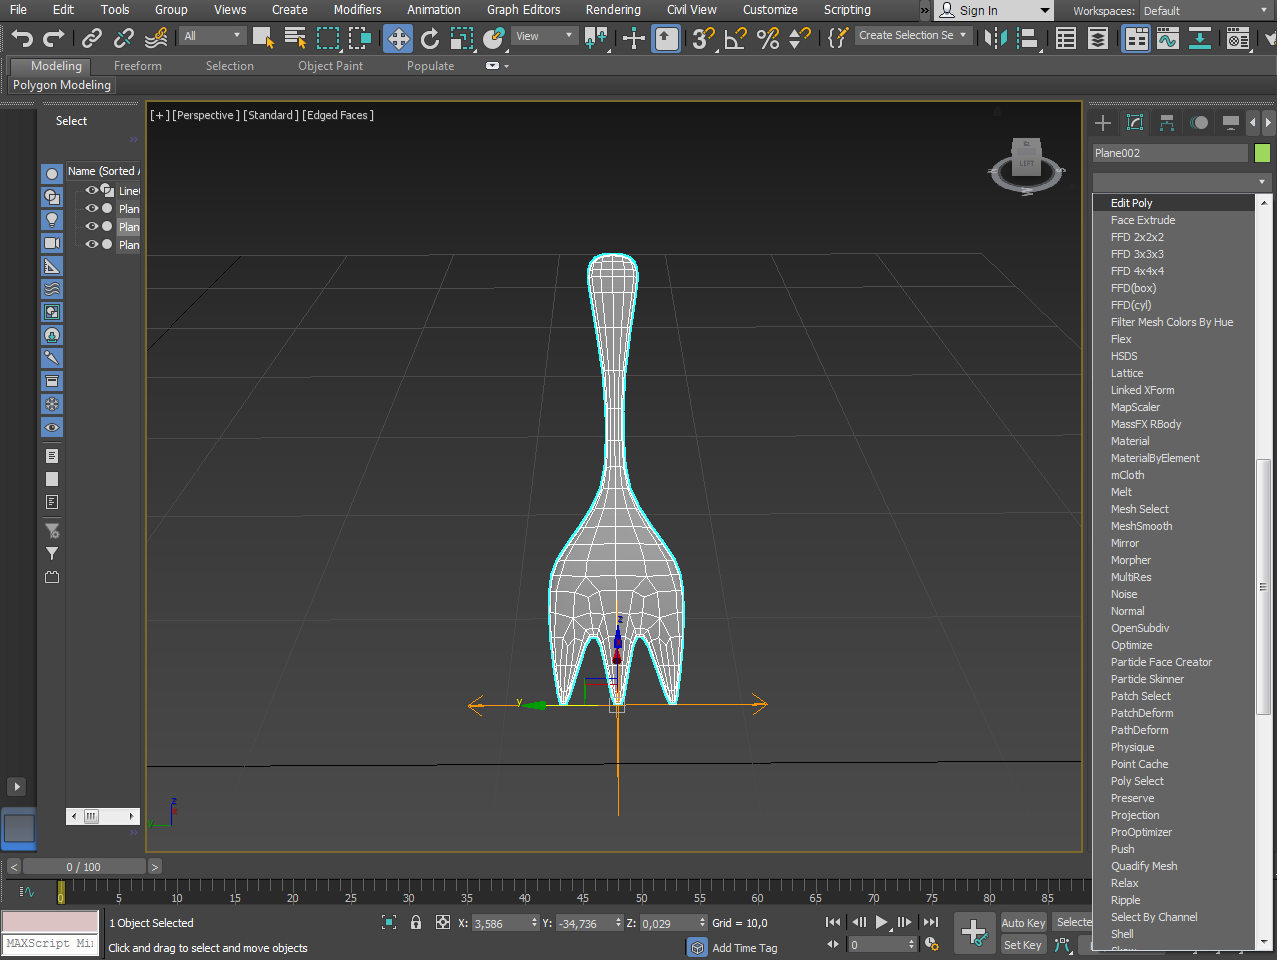 File Edit Tools Group Views Create Modifiers Animation Graph Editors Rendering Civil View Customize Scripting » Sign In Workspaces: Default
All View 3 Create Selection Se
Modeling Freeform Selection Object Paint Populate
Polygon Modeling
Select
Name (Sorted A
Line
Plan
Plan
Plan
[+] [Perspective ] [Standard ] [Edged Faces ]
LEFT
z
y
z
Plane002
Edit Poly
Face Extrude
FFD 2x2x2
FFD 3x3x3
FFD 4x4x4
FFD(box)
FFD(cyl)
Filter Mesh Colors By Hue
Flex
HSDS
Lattice
Linked XForm
MapScaler
MassFX RBody
Material
MaterialByElement
mCloth
Melt
Mesh Select
MeshSmooth
Mirror
Morpher
MultiRes
Noise
Normal
OpenSubdiv
Optimize
Particle Face Creator
Particle Skinner
Patch Select
PatchDeform
PathDeform
Physique
Point Cache
Poly Select
Preserve
Projection
ProOptimizer
Push
Quadify Mesh
Relax
Ripple
Select By Channel
Shell
< 0 / 100 >
0 5 10 15 20 25 30 35 40 45 50 55 60 65 70 75 80 85
1 Object Selected X: 3,586 Y: -34,736 Z: 0,029 Grid = 10,0 Auto Key Selecte
MAXScript Mi Click and drag to select and move objects Add Time Tag 0 Set Key